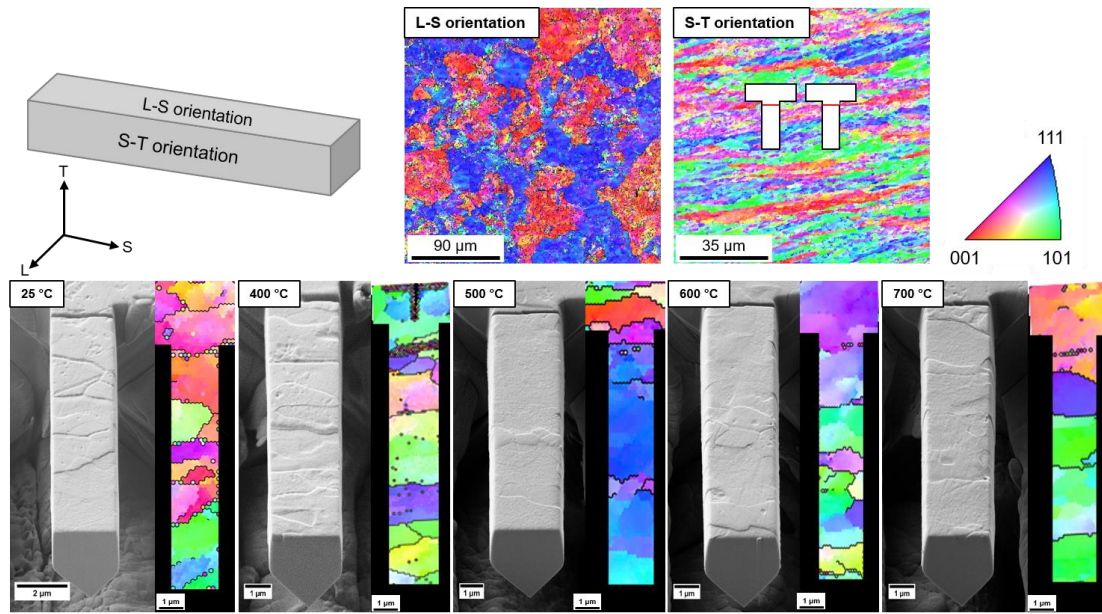 L-S orientation
S-T orientation
L-S orientation
S-T orientation
T
S
L
90 µm
35 µm
111
001
101
25 °C
400 °C
500 °C
600 °C
700 °C
2 µm
1 µm
1 µm
1 µm
1 µm
1 µm
1 µm
1 µm
1 µm
1 µm